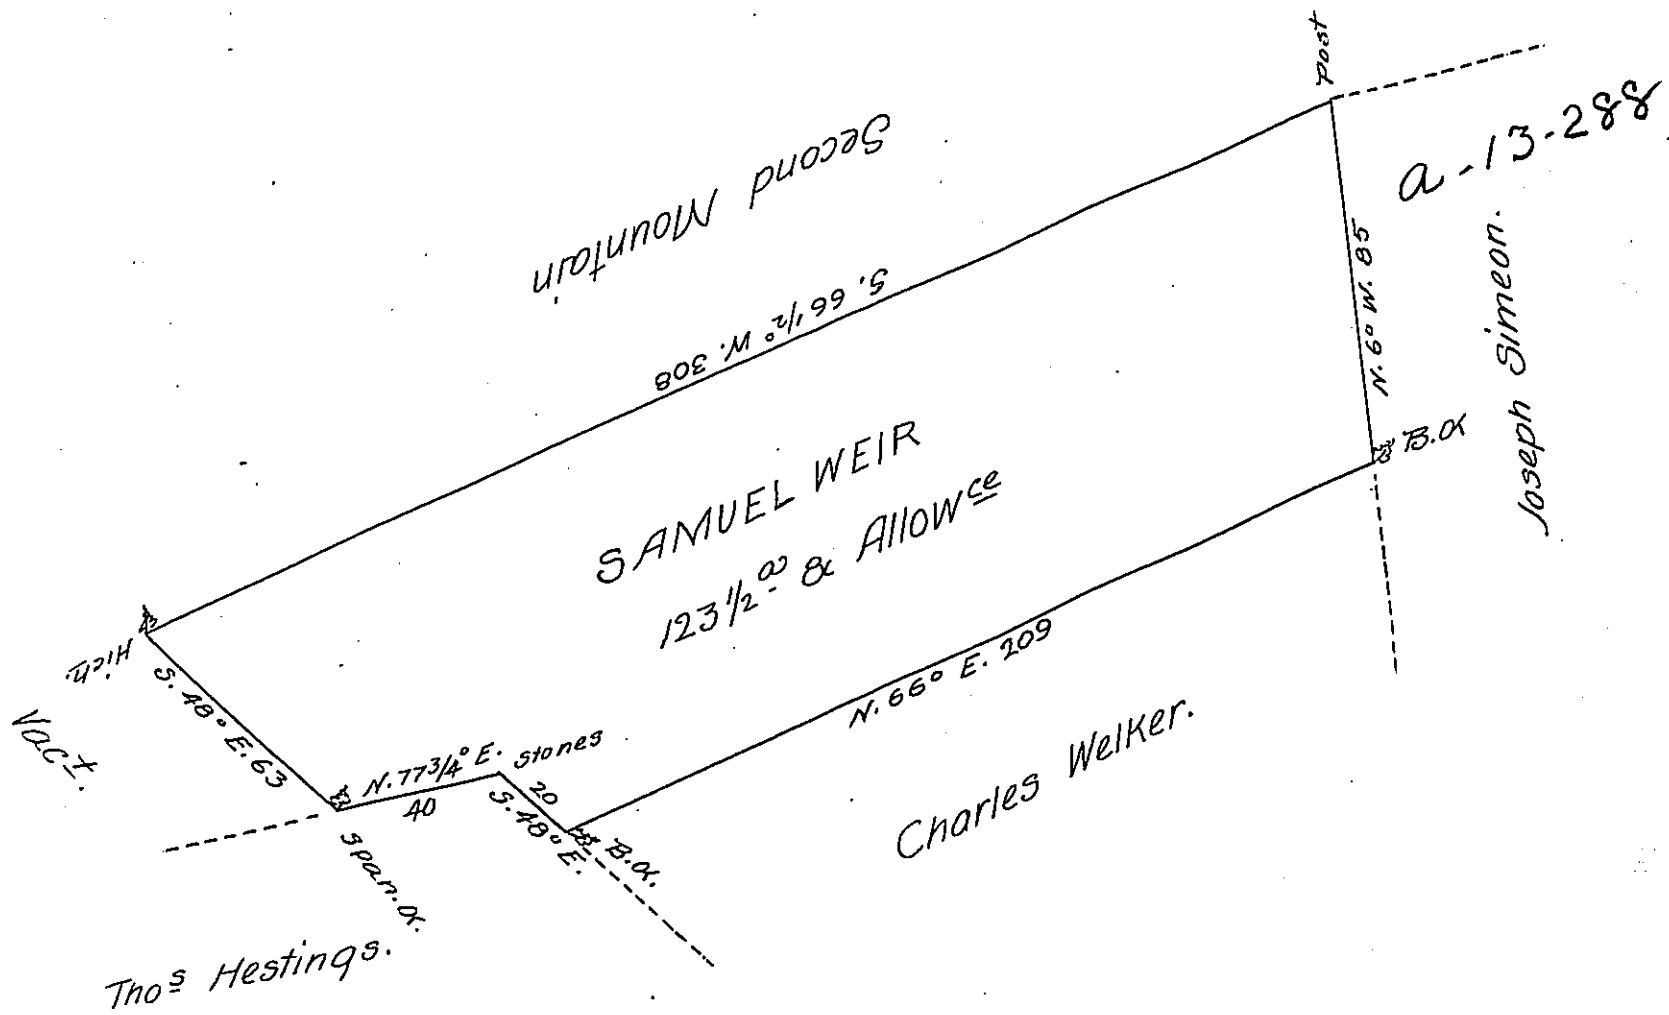 Post
a-13-288
Second Mountain
S. 66 1/2° W. 308
N. 6° W. 85
Joseph Simeon.
B.O.
SAMUEL WEIR
123 1/2 a & Allowce
Hich.
S. 48° E. 63
Vact.
N. 77 3/4° E.
40
Stones
20
S. 48° E.
B.O.
Span.O.
N. 66° E. 209
Charles Welker.
Thos Hestings.